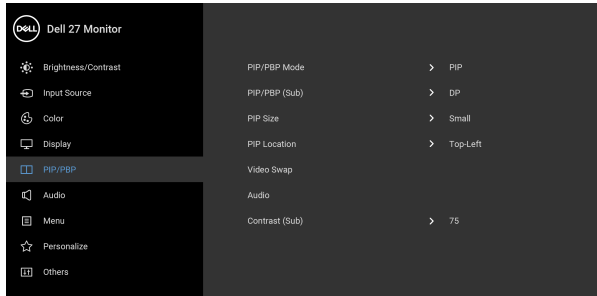 DELL Dell 27 Monitor
Brightness/Contrast PIP/PBP Mode PIP
Input Source PIP/PBP (Sub) DP
Color PIP Size Small
Display PIP Location Top-Left
PIP/PBP Video Swap
Audio Audio
Menu Contrast (Sub) 75
Personalize
Others